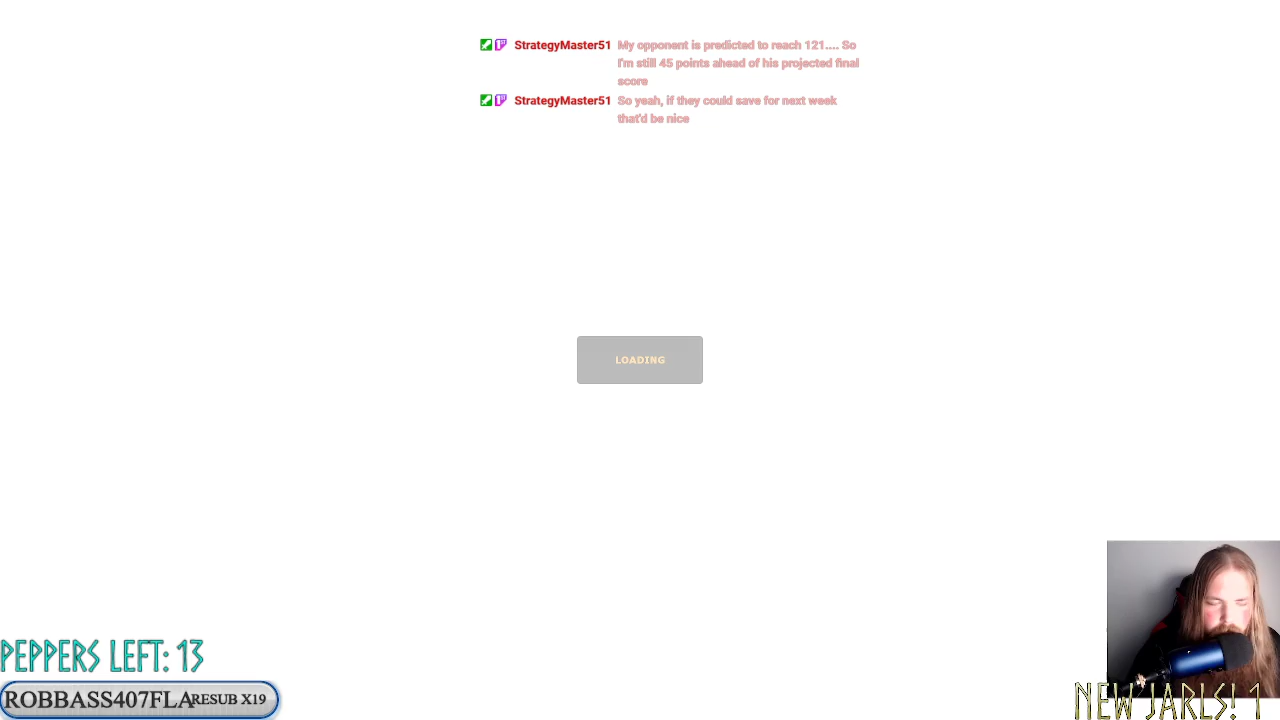 StrategyMaster51 My opponent is predicted to reach 121.... So
I'm still 45 points ahead of his projected final
score
StrategyMaster51 So yeah, if they could save for next week
that'd be nice
LOADING
PEPPERS LEFT: 13
ROBBASS407FLA RESUB X19
NEW JARLS! 1